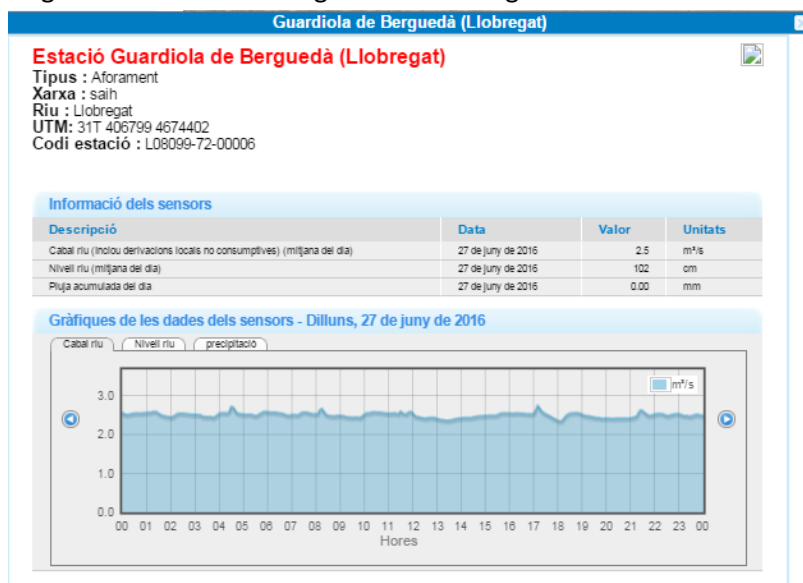 Guardiola de Berguedà (Llobregat)
Estació Guardiola de Berguedà (Llobregat)
Tipus : Aforament
Xarxa : saih
Riu : Llobregat
UTM: 31T 406799 4674402
Codi estació : L08099-72-00006
Informació dels sensors
Descripció Data Valor Unitats
Cabal riu (inclou derivacions locals no consumptives) (mitjana del dia) 27 de juny de 2016 2.5 m³/s
Nivell riu (mitjana del dia) 27 de juny de 2016 102 cm
Pluja acumulada del dia 27 de juny de 2016 0.00 mm
Gràfiques de les dades dels sensors - Dilluns, 27 de juny de 2016
Cabal riu Nivell riu precipitació
m³/s
3.0
2.0
1.0
0.0
00 01 02 03 04 05 06 07 08 09 10 11 12 13 14 15 16 17 18 19 20 21 22 23 00
Hores